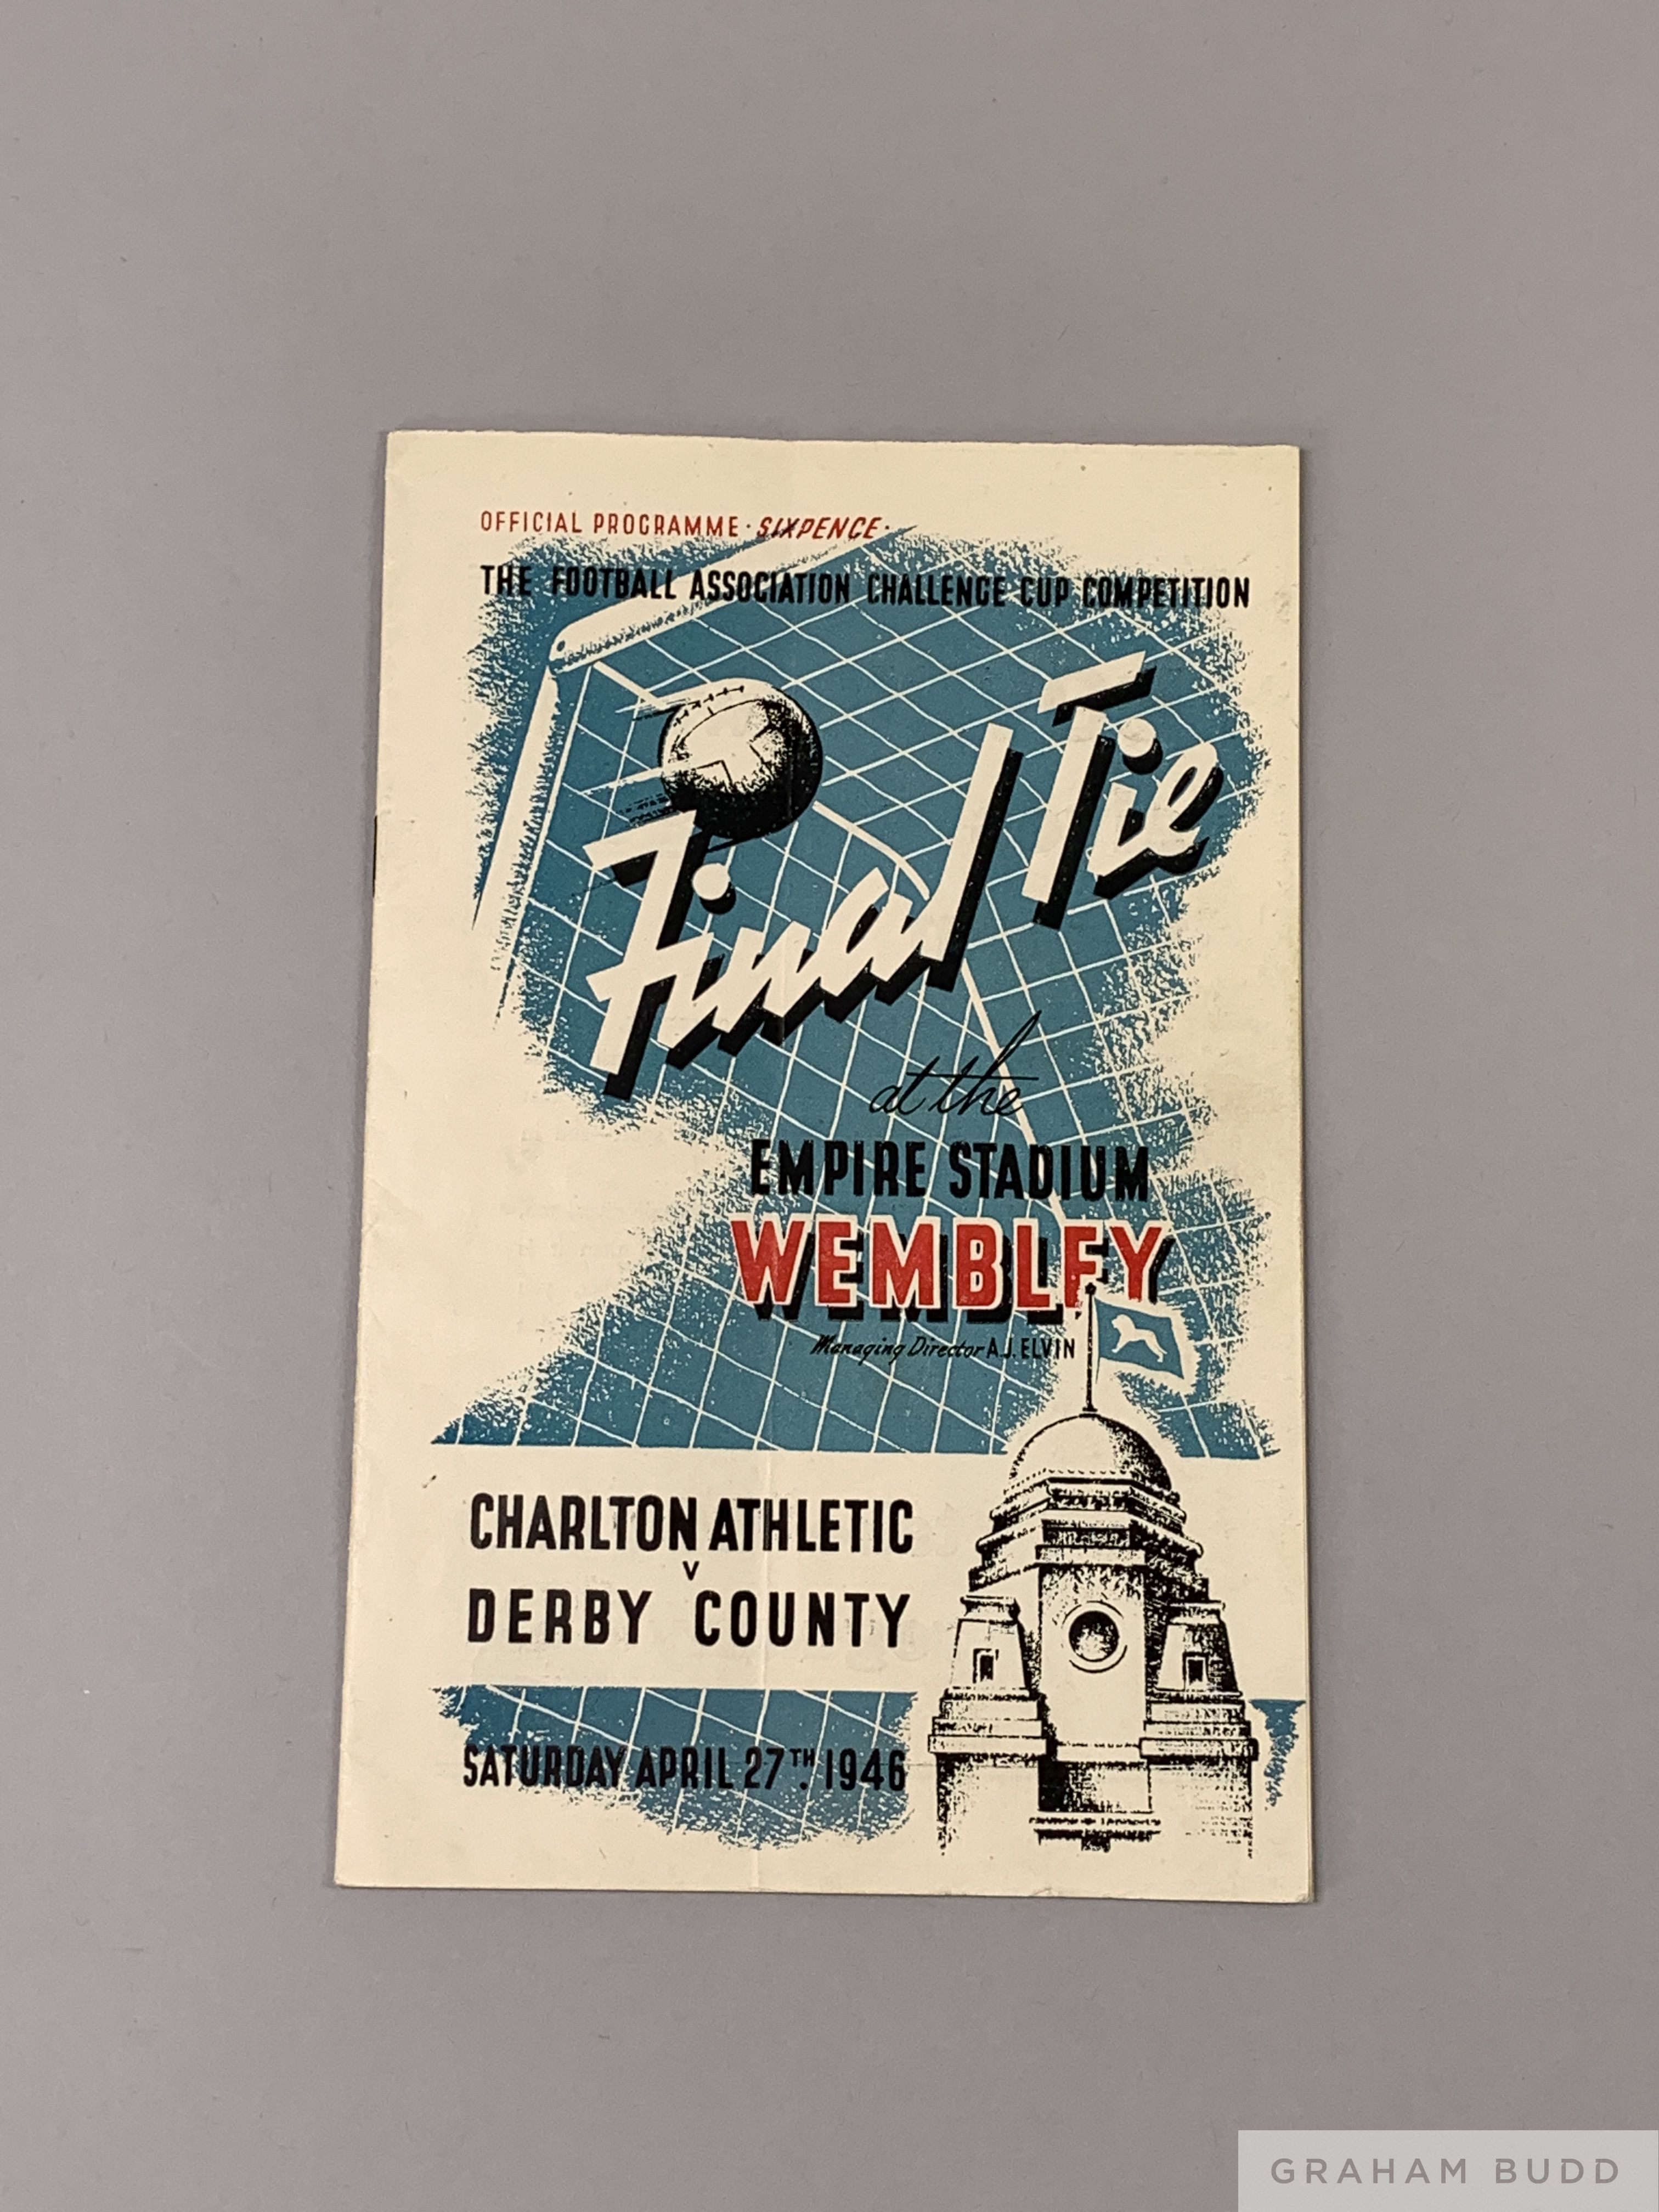 OFFICIAL PROGRAMME · SIXPENCE ·
THE FOOTBALL ASSOCIATION CHALLENGE CUP COMPETITION
Final Tie
at the
EMPIRE STADIUM
WEMBLEY
Managing Director A.J. ELVIN
CHARLTON ATHLETIC
V
DERBY COUNTY
SATURDAY APRIL 27TH. 1946
GRAHAM BUDD